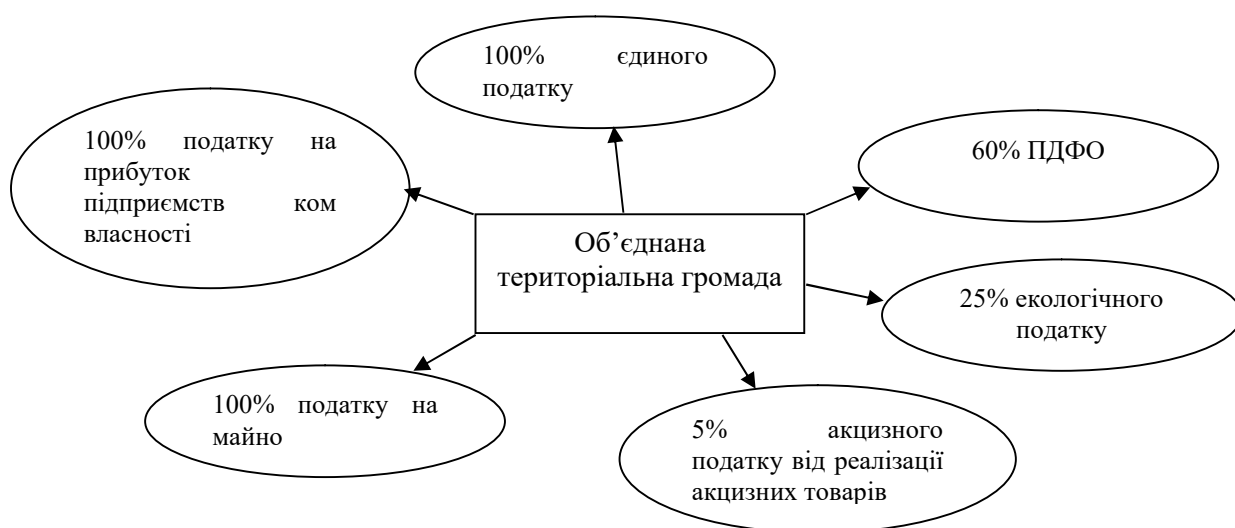 100% єдиного
податку
100% податку на
прибуток
підприємств ком
власності
60% ПДФО
Об’єднана
територіальна громада
25% екологічного
податку
100% податку на
майно
5% акцизного
податку від реалізації
акцизних товарів